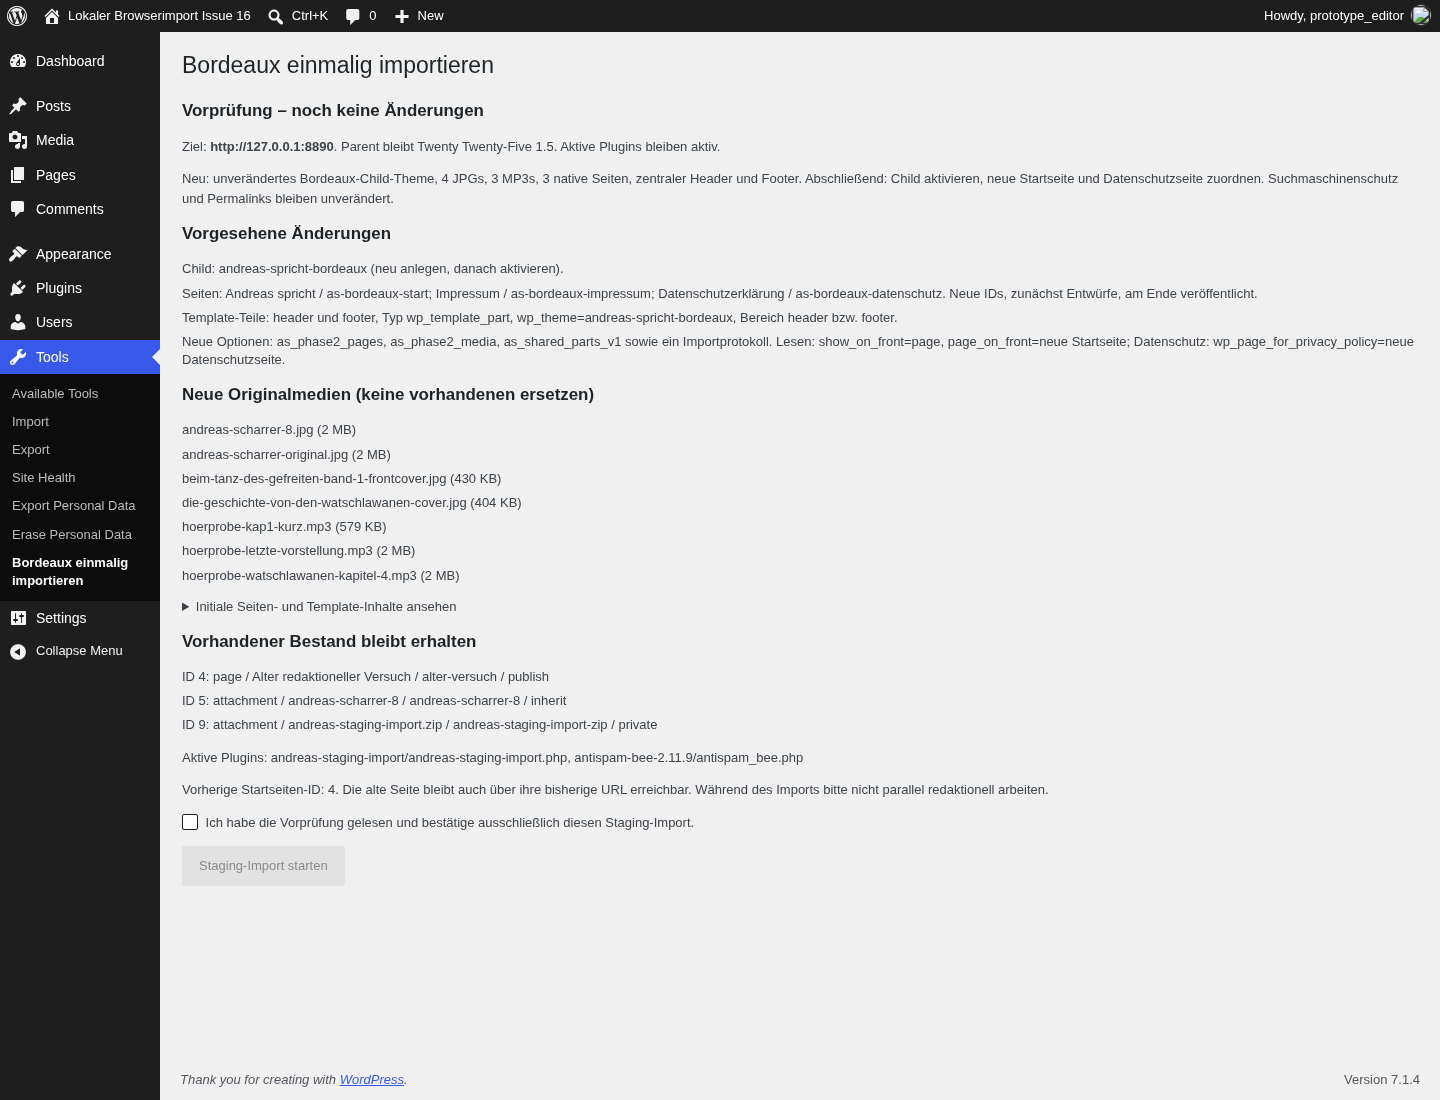 Lokaler Browserimport Issue 16
Ctrl+K
0
New
Howdy, prototype_editor
Dashboard
Posts
Media
Pages
Comments
Appearance
Plugins
Users
Tools
Available Tools
Import
Export
Site Health
Export Personal Data
Erase Personal Data
Bordeaux einmalig
importieren
Settings
Collapse Menu
Bordeaux einmalig importieren
Vorprüfung – noch keine Änderungen
Ziel: http://127.0.0.1:8890. Parent bleibt Twenty Twenty-Five 1.5. Aktive Plugins bleiben aktiv.
Neu: unverändertes Bordeaux-Child-Theme, 4 JPGs, 3 MP3s, 3 native Seiten, zentraler Header und Footer. Abschließend: Child aktivieren, neue Startseite und Datenschutzseite zuordnen. Suchmaschinenschutz
und Permalinks bleiben unverändert.
Vorgesehene Änderungen
Child: andreas-spricht-bordeaux (neu anlegen, danach aktivieren).
Seiten: Andreas spricht / as-bordeaux-start; Impressum / as-bordeaux-impressum; Datenschutzerklärung / as-bordeaux-datenschutz. Neue IDs, zunächst Entwürfe, am Ende veröffentlicht.
Template-Teile: header und footer, Typ wp_template_part, wp_theme=andreas-spricht-bordeaux, Bereich header bzw. footer.
Neue Optionen: as_phase2_pages, as_phase2_media, as_shared_parts_v1 sowie ein Importprotokoll. Lesen: show_on_front=page, page_on_front=neue Startseite; Datenschutz: wp_page_for_privacy_policy=neue
Datenschutzseite.
Neue Originalmedien (keine vorhandenen ersetzen)
andreas-scharrer-8.jpg (2 MB)
andreas-scharrer-original.jpg (2 MB)
beim-tanz-des-gefreiten-band-1-frontcover.jpg (430 KB)
die-geschichte-von-den-watschlawanen-cover.jpg (404 KB)
hoerprobe-kap1-kurz.mp3 (579 KB)
hoerprobe-letzte-vorstellung.mp3 (2 MB)
hoerprobe-watschlawanen-kapitel-4.mp3 (2 MB)
Initiale Seiten- und Template-Inhalte ansehen
Vorhandener Bestand bleibt erhalten
ID 4: page / Alter redaktioneller Versuch / alter-versuch / publish
ID 5: attachment / andreas-scharrer-8 / andreas-scharrer-8 / inherit
ID 9: attachment / andreas-staging-import.zip / andreas-staging-import-zip / private
Aktive Plugins: andreas-staging-import/andreas-staging-import.php, antispam-bee-2.11.9/antispam_bee.php
Vorherige Startseiten-ID: 4. Die alte Seite bleibt auch über ihre bisherige URL erreichbar. Während des Imports bitte nicht parallel redaktionell arbeiten.
Ich habe die Vorprüfung gelesen und bestätige ausschließlich diesen Staging-Import.
Staging-Import starten
Thank you for creating with WordPress.
Version 7.1.4